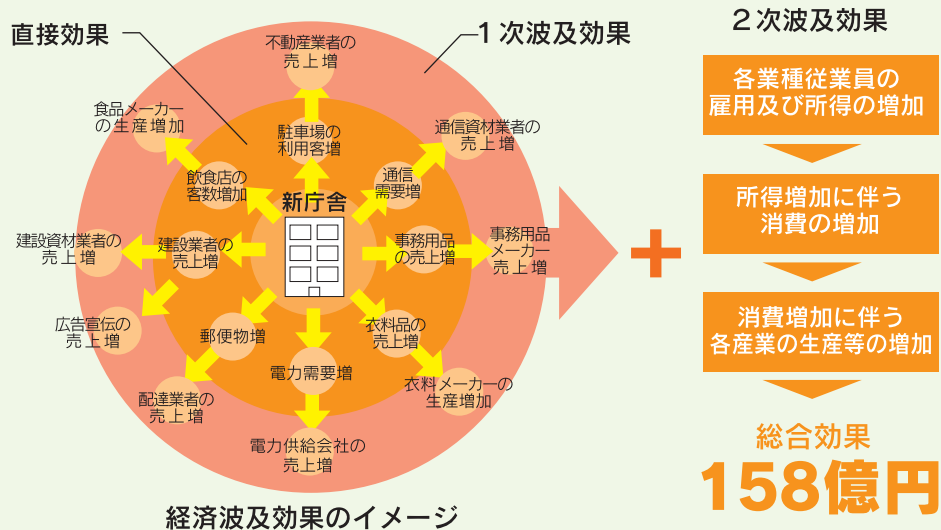 直接効果
1次波及効果
不動産業者の
売上増
食品メーカー
の生産増加
駐車場の
利用客増
通信資材業者の
売上増
飲食店の
客数増加
通信
需要増
新庁舎
建設資材業者の
売上増
建設業者の
売上増
事務用品
の売上増
事務用品
メーカー
売上増
広告宣伝の
売上増
郵便物増
衣料品の
売上増
電力需要増
配達業者の
売上増
衣料メーカーの
生産増加
電力供給会社の
売上増
経済波及効果のイメージ
+
2次波及効果
各業種従業員の
雇用及び所得の増加
所得増加に伴う
消費の増加
消費増加に伴う
各産業の生産等の増加
総合効果
158億円